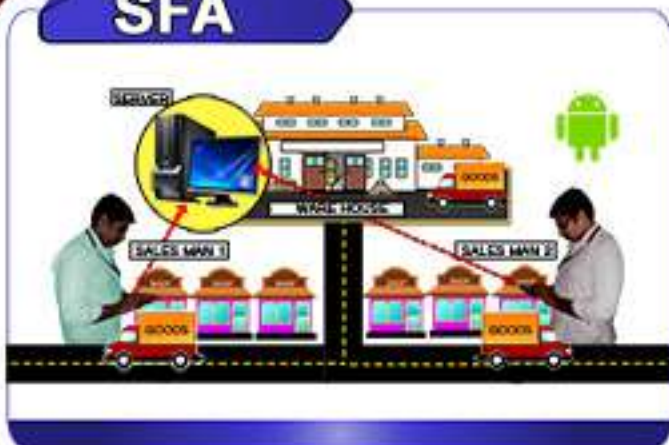 SFA
SERVER
GOODS
WARE HOUSE
SALES MAN 1
SALES MAN 2
GOODS
GOODS